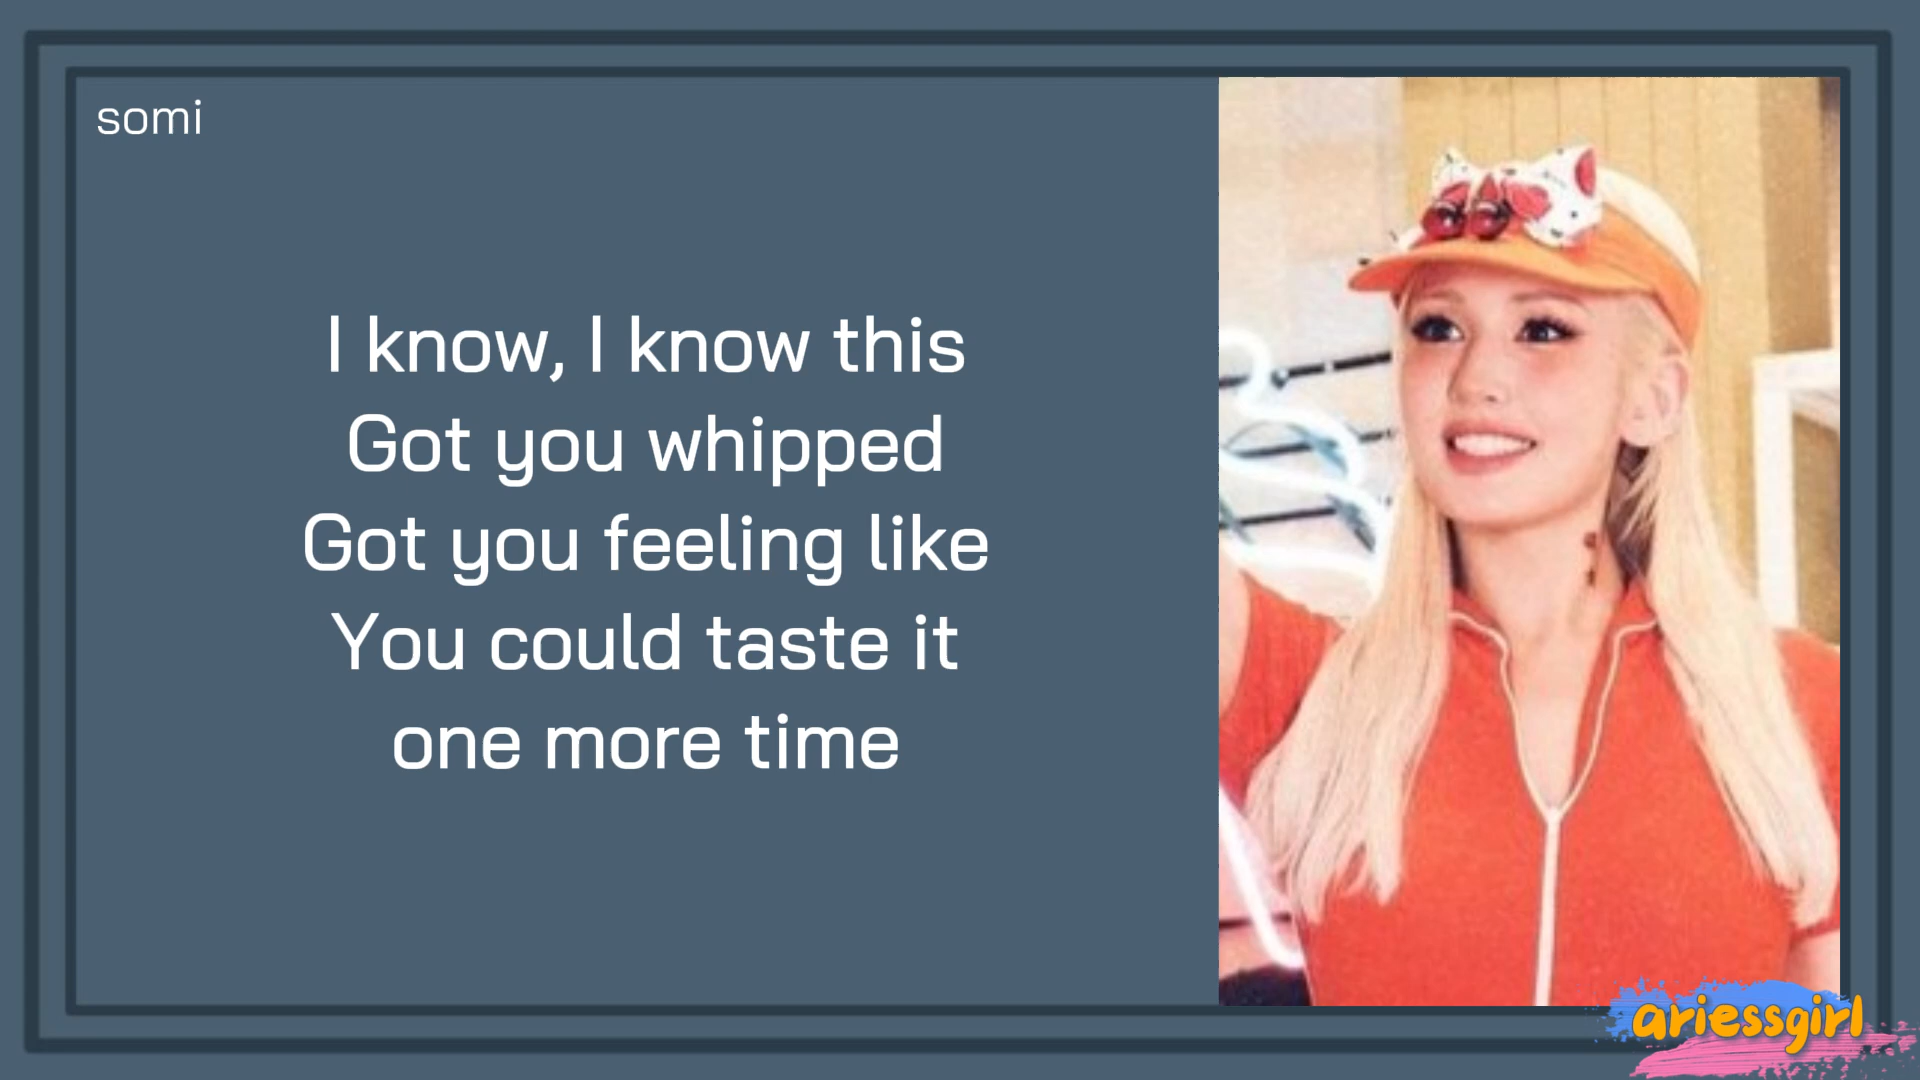 somi
I know, I know this
Got you whipped
Got you feeling like
You could taste it
one more time
ariessgirl